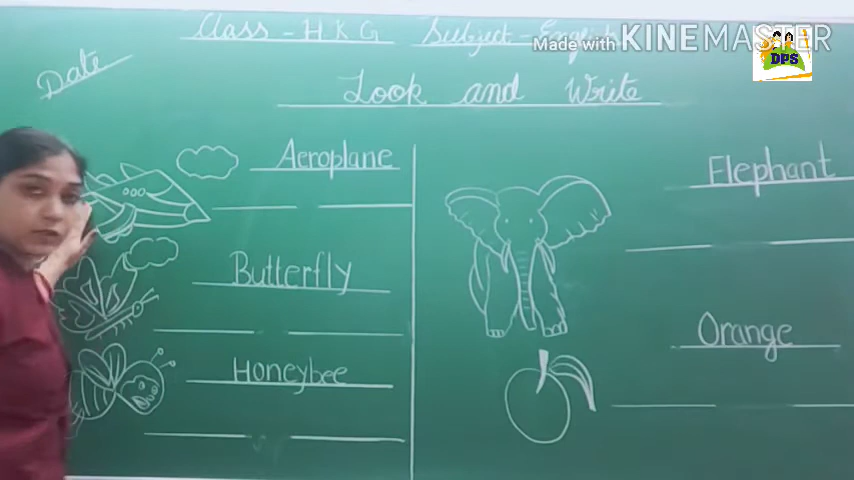 Class - H K G Subject - English
Made with KINEMASTER
DPS
Date
Look and Write
Aeroplane
Butterfly
Honeybee
Elephant
Orange